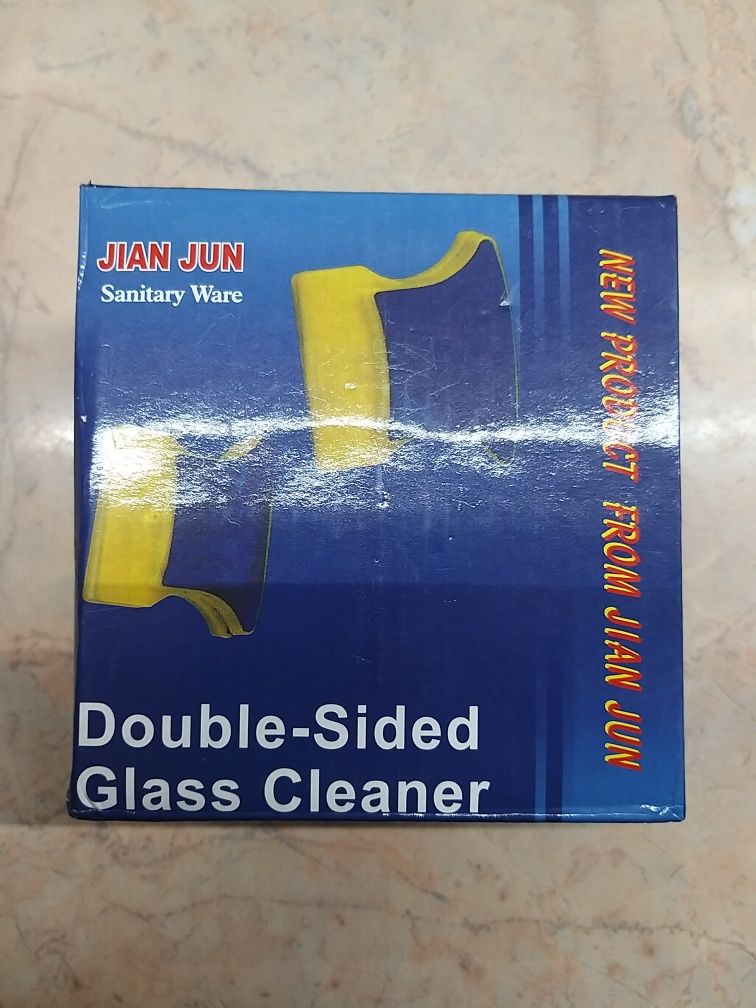 JIAN JUN
Sanitary Ware
NEW PRODUCT FROM JIAN JUN
Double-Sided
Glass Cleaner